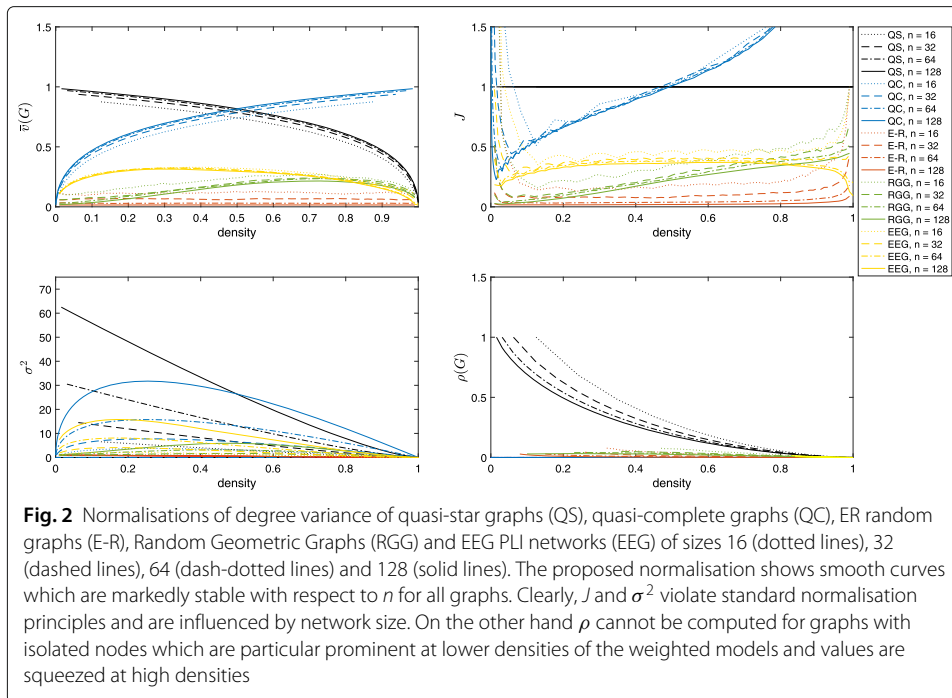 1.5
1
0.5
0
v̅(G)
0 0.1 0.2 0.3 0.4 0.5 0.6 0.7 0.8 0.9
density
1.5
1
0.5
0
J
0 0.2 0.4 0.6 0.8 1
density
QS, n = 16
QS, n = 32
QS, n = 64
QS, n = 128
QC, n = 16
QC, n = 32
QC, n = 64
QC, n = 128
E-R, n = 16
E-R, n = 32
E-R, n = 64
E-R, n = 128
RGG, n = 16
RGG, n = 32
RGG, n = 64
RGG, n = 128
EEG, n = 16
EEG, n = 32
EEG, n = 64
EEG, n = 128
70
60
50
40
30
20
10
0
σ²
0 0.2 0.4 0.6 0.8 1
density
1.5
1
0.5
0
ρ(G)
0 0.2 0.4 0.6 0.8 1
density
Fig. 2 Normalisations of degree variance of quasi-star graphs (QS), quasi-complete graphs (QC), ER random
graphs (E-R), Random Geometric Graphs (RGG) and EEG PLI networks (EEG) of sizes 16 (dotted lines), 32
(dashed lines), 64 (dash-dotted lines) and 128 (solid lines). The proposed normalisation shows smooth curves
which are markedly stable with respect to n for all graphs. Clearly, J and σ² violate standard normalisation
principles and are influenced by network size. On the other hand ρ cannot be computed for graphs with
isolated nodes which are particular prominent at lower densities of the weighted models and values are
squeezed at high densities